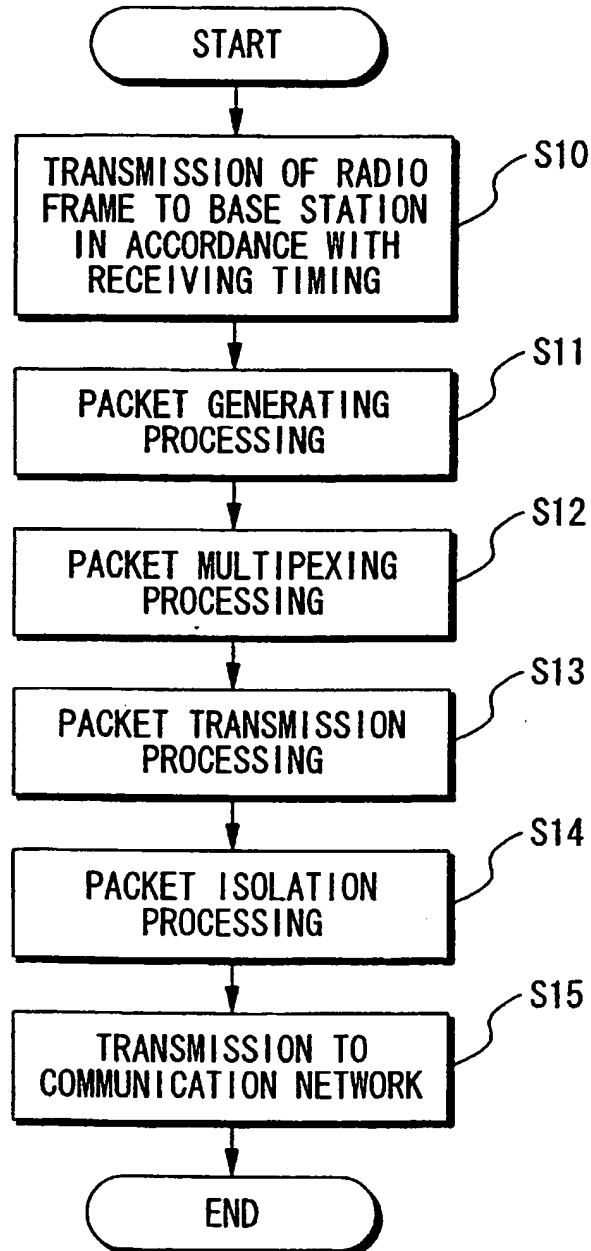 START
TRANSMISSION OF RADIO
FRAME TO BASE STATION
IN ACCORDANCE WITH
RECEIVING TIMING
S10
PACKET GENERATING
PROCESSING
S11
PACKET MULTIPEXING
PROCESSING
S12
PACKET TRANSMISSION
PROCESSING
S13
PACKET ISOLATION
PROCESSING
S14
TRANSMISSION TO
COMMUNICATION NETWORK
S15
END